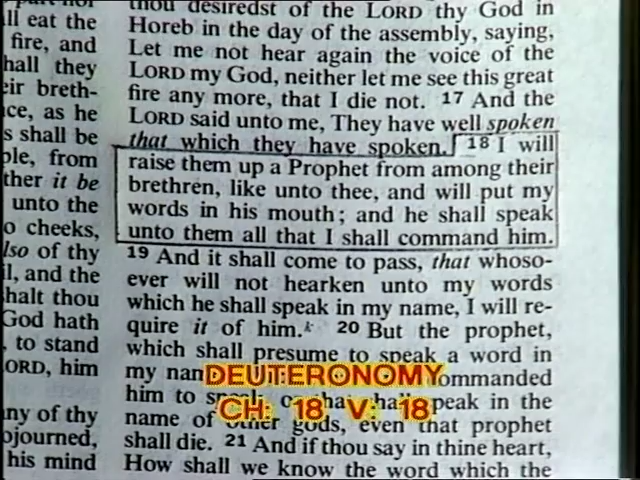 ll eat the
fire, and
hall they
eir breth-
ce, as he
s shall be
ple, from
ther it be
unto the
o cheeks,
lso of thy
l, and the
halt thou
God hath
, to stand
ORD, him
ny of thy
ojourned,
his mind
thou desiredst of the LORD thy God in
Horeb in the day of the assembly, saying,
Let me not hear again the voice of the
LORD my God, neither let me see this great
fire any more, that I die not. 17 And the
LORD said unto me, They have well spoken
that which they have spoken. 18 I will
raise them up a Prophet from among their
brethren, like unto thee, and will put my
words in his mouth; and he shall speak
unto them all that I shall command him.
19 And it shall come to pass, that whoso-
ever will not hearken unto my words
which he shall speak in my name, I will re-
quire it of him.k 20 But the prophet,
which shall presume to speak a word in
my nam ommanded
him to speak, or that shall speak in the
name of other gods, even that prophet
shall die. 21 And if thou say in thine heart,
How shall we know the word which the
DEUTERONOMY
CH: 18 V: 18